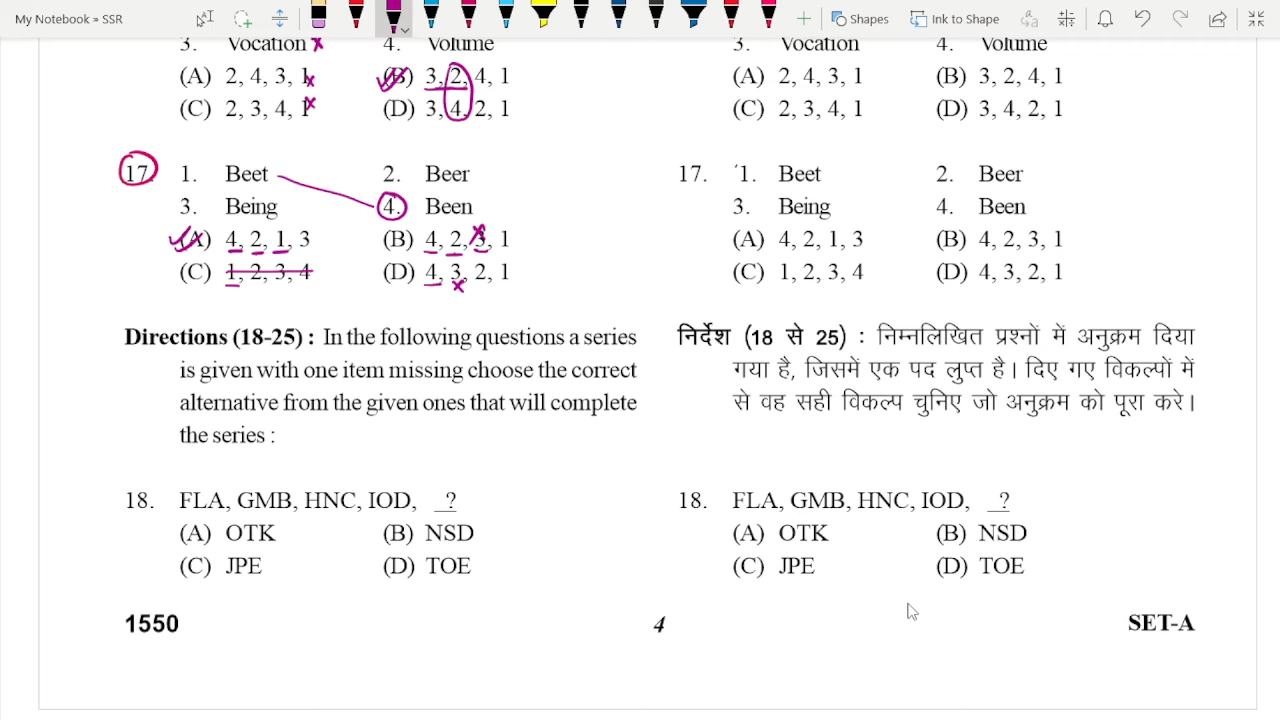 My Notebook » SSR
Shapes
Ink to Shape
3. Vocation 4. Volume
(A) 2, 4, 3, 1 (B) 3, 2, 4, 1
(C) 2, 3, 4, 1 (D) 3, 4, 2, 1
17. 1. Beet 2. Beer
3. Being 4. Been
(A) 4, 2, 1, 3 (B) 4, 2, 3, 1
(C) 1, 2, 3, 4 (D) 4, 3, 2, 1
Directions (18-25) : In the following questions a series
is given with one item missing choose the correct
alternative from the given ones that will complete
the series :
18. FLA, GMB, HNC, IOD, ?
(A) OTK (B) NSD
(C) JPE (D) TOE
3. Vocation 4. Volume
(A) 2, 4, 3, 1 (B) 3, 2, 4, 1
(C) 2, 3, 4, 1 (D) 3, 4, 2, 1
17. 1. Beet 2. Beer
3. Being 4. Been
(A) 4, 2, 1, 3 (B) 4, 2, 3, 1
(C) 1, 2, 3, 4 (D) 4, 3, 2, 1
निर्देश (18 से 25) : निम्नलिखित प्रश्नों में अनुक्रम दिया
गया है, जिसमें एक पद लुप्त है। दिए गए विकल्पों में
से वह सही विकल्प चुनिए जो अनुक्रम को पूरा करे।
18. FLA, GMB, HNC, IOD, ?
(A) OTK (B) NSD
(C) JPE (D) TOE
1550 4 SET-A